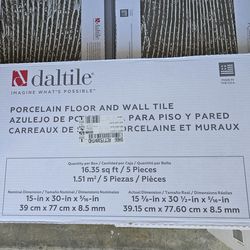 daltile
IMAGINE WHAT'S POSSIBLE
MADE IN
PORCELAIN FLOOR AND WALL TILE
AZULEJO DE PO PARA PISO Y PARED
CARREAUX DE RCELAINE ET MURAUX
Quantity per Box / Cantidad por Caja / Quantité par Boîte
16.35 sq ft / 5 Pieces
1.51 m² / 5 Piezas / Pièces
Nominal Dimension / Tamaño Nominal / Dimensions Nominales
Actual Dimension / Tamaño Real / Dimensions Réelles
15-in x 30-in x 5⁄16-in
15 3⁄8-in x 30 1⁄2-in x 5⁄16-in
39 cm x 77 cm x 8.5 mm
39.15 cm x 77.60 cm x 8.5 mm